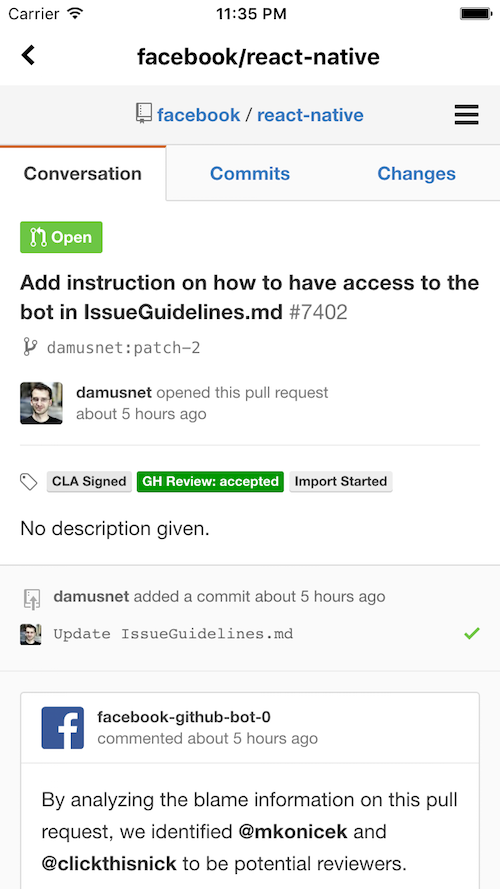 Carrier 11:35 PM
facebook/react-native
facebook / react-native
Conversation Commits Changes
Open
Add instruction on how to have access to the
bot in IssueGuidelines.md #7402
damusnet:patch-2
damusnet opened this pull request
about 5 hours ago
CLA Signed GH Review: accepted Import Started
No description given.
damusnet added a commit about 5 hours ago
Update IssueGuidelines.md
facebook-github-bot-0
commented about 5 hours ago
By analyzing the blame information on this pull
request, we identified @mkonicek and
@clickthisnick to be potential reviewers.